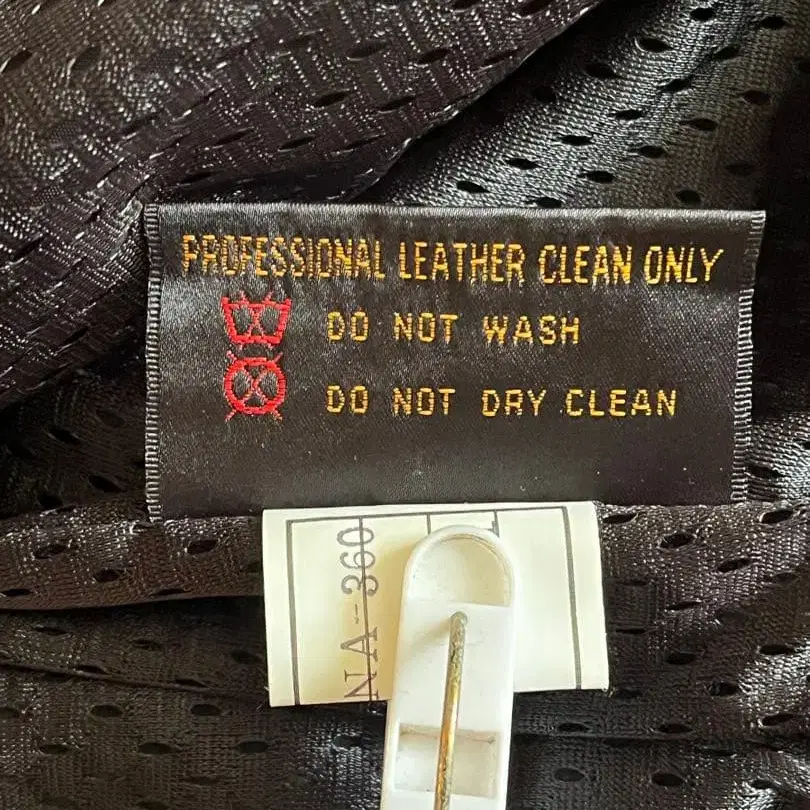 PROFESSIONAL LEATHER CLEAN ONLY
DO NOT WASH
DO NOT DRY CLEAN
NA-360